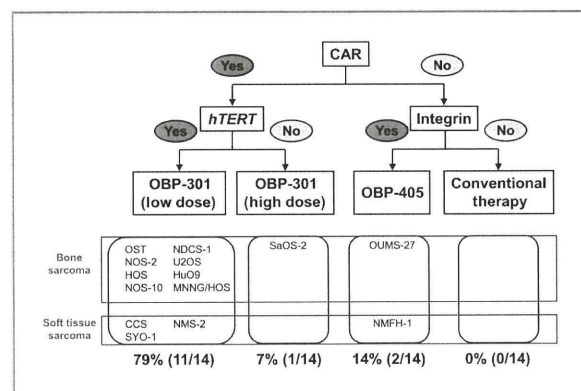 CAR
Yes
No
hTERT
Integrin
Yes
No
Yes
No
OBP-301
(low dose)
OBP-301
(high dose)
OBP-405
Conventional
therapy
Bone
sarcoma
OST NDCS-1
NOS-2 U2OS
HOS HuO9
NOS-10 MNNG/HOS
SaOS-2
OUMS-27
Soft tissue
sarcoma
CCS NMS-2
SYO-1
NMFH-1
79% (11/14)
7% (1/14)
14% (2/14)
0% (0/14)